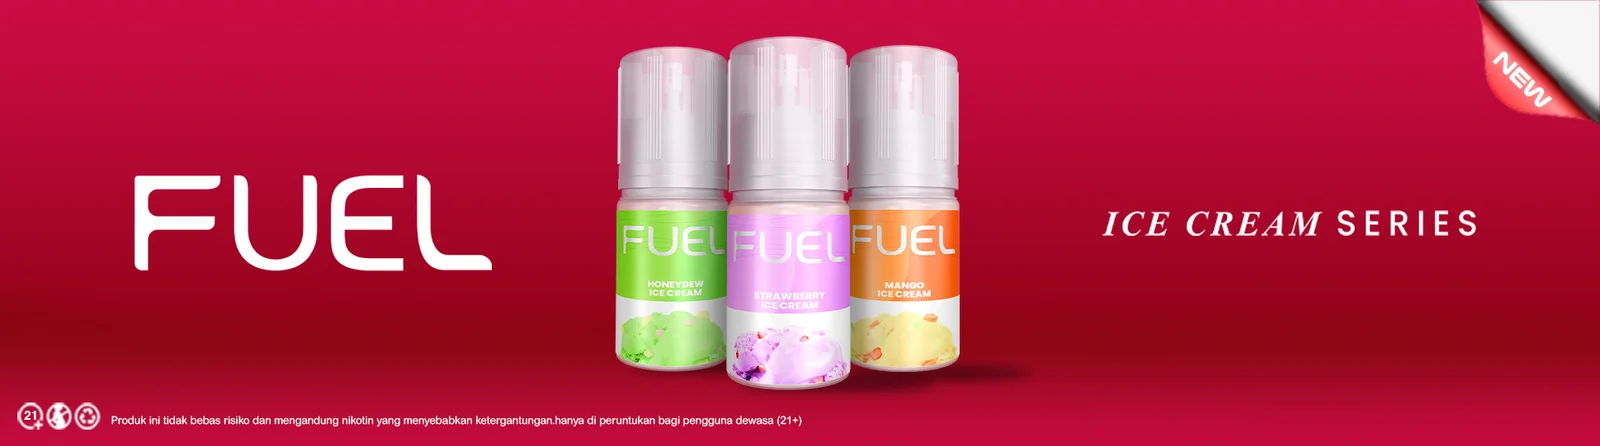 NEW
FUEL
FUEL
HONEYDEW
ICE CREAM
FUEL
STRAWBERRY
ICE CREAM
FUEL
MANGO
ICE CREAM
ICE CREAM SERIES
21+
Produk ini tidak bebas risiko dan mengandung nikotin yang menyebabkan ketergantungan.hanya di peruntukan bagi pengguna dewasa (21+)